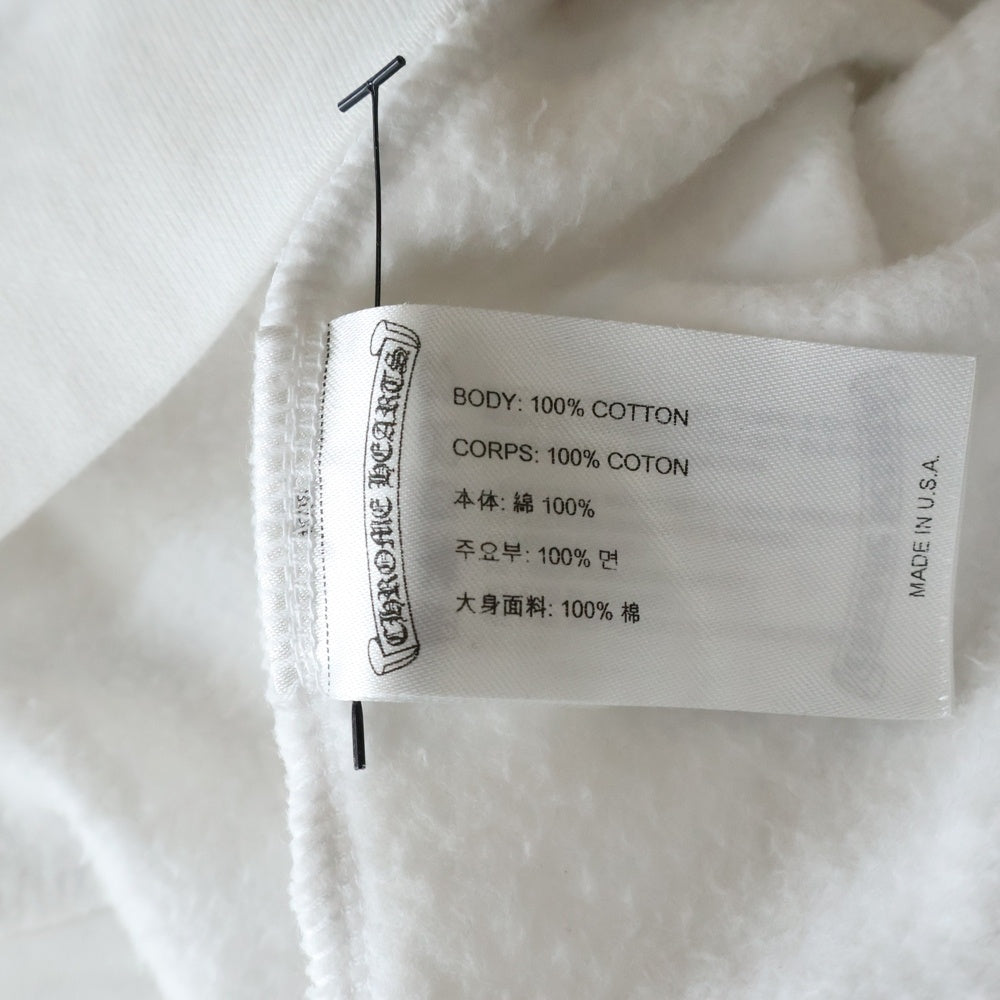 CHROME HEARTS
BODY: 100% COTTON
CORPS: 100% COTON
本体: 綿 100%
주요부: 100% 면
大身面料: 100% 棉
MADE IN U.S.A.